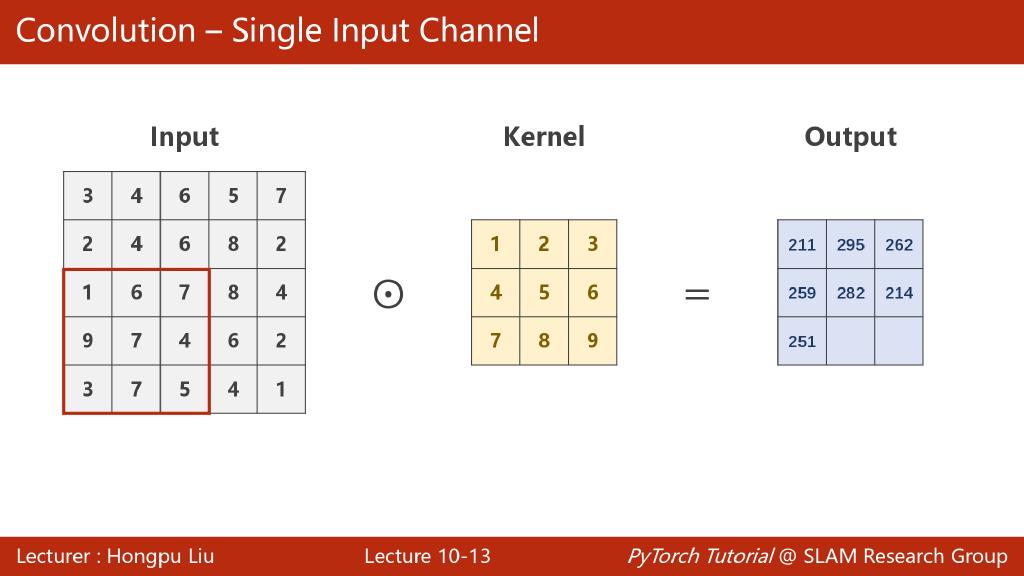 Convolution – Single Input Channel
Input
Kernel
Output
3 4 6 5 7
2 4 6 8 2
1 6 7 8 4
9 7 4 6 2
3 7 5 4 1
⊙
1 2 3
4 5 6
7 8 9
=
211 295 262
259 282 214
251
Lecturer : Hongpu Liu
Lecture 10-13
PyTorch Tutorial @ SLAM Research Group